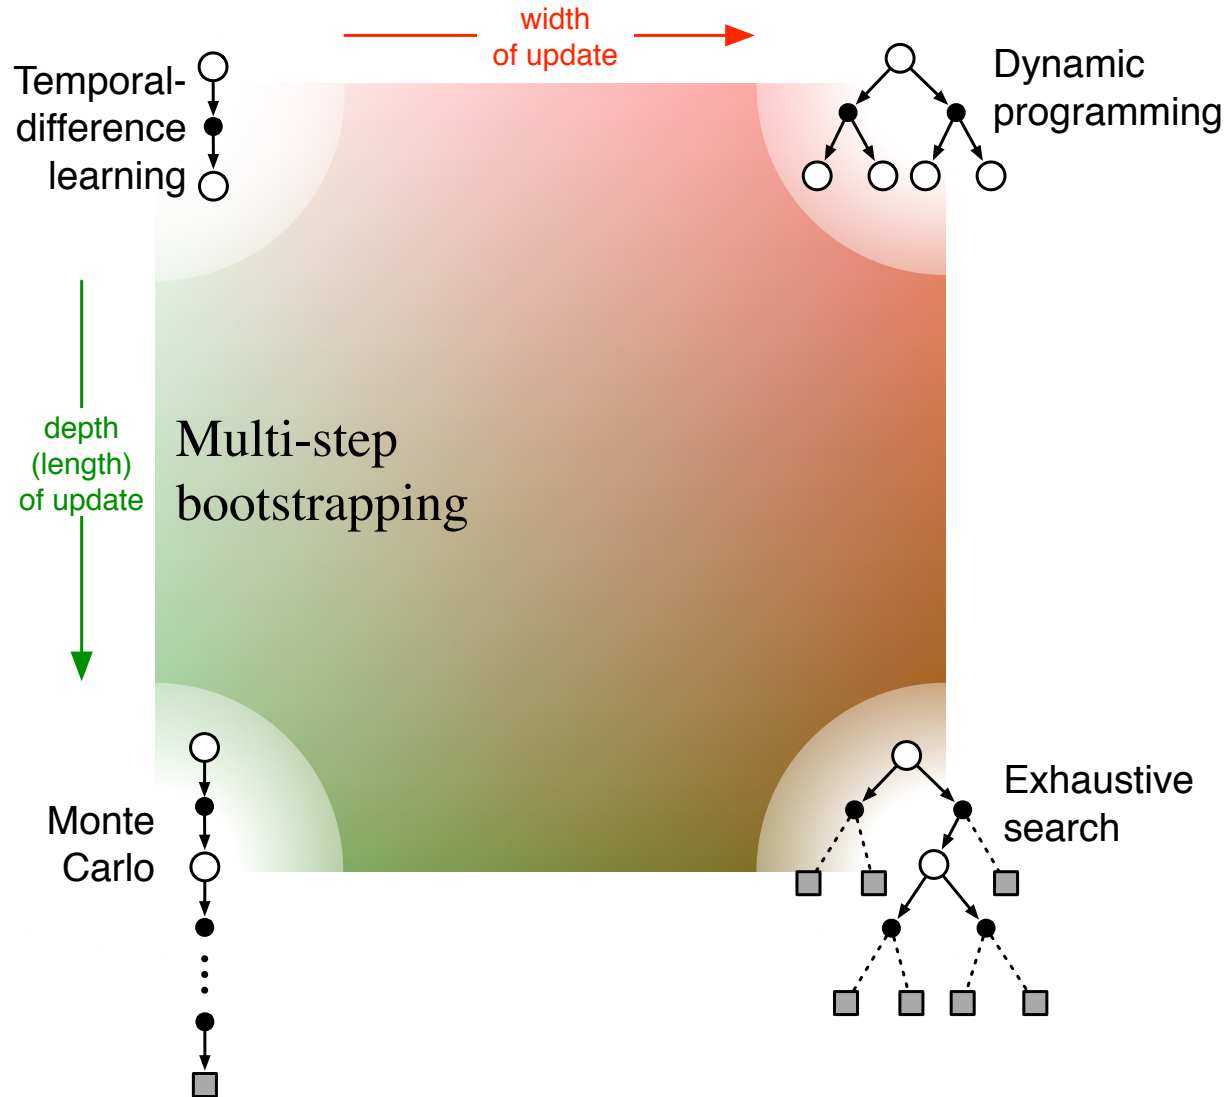 width
of update
Temporal-
difference
learning
Dynamic
programming
depth
(length)
of update
Multi-step
bootstrapping
Monte
Carlo
Exhaustive
search